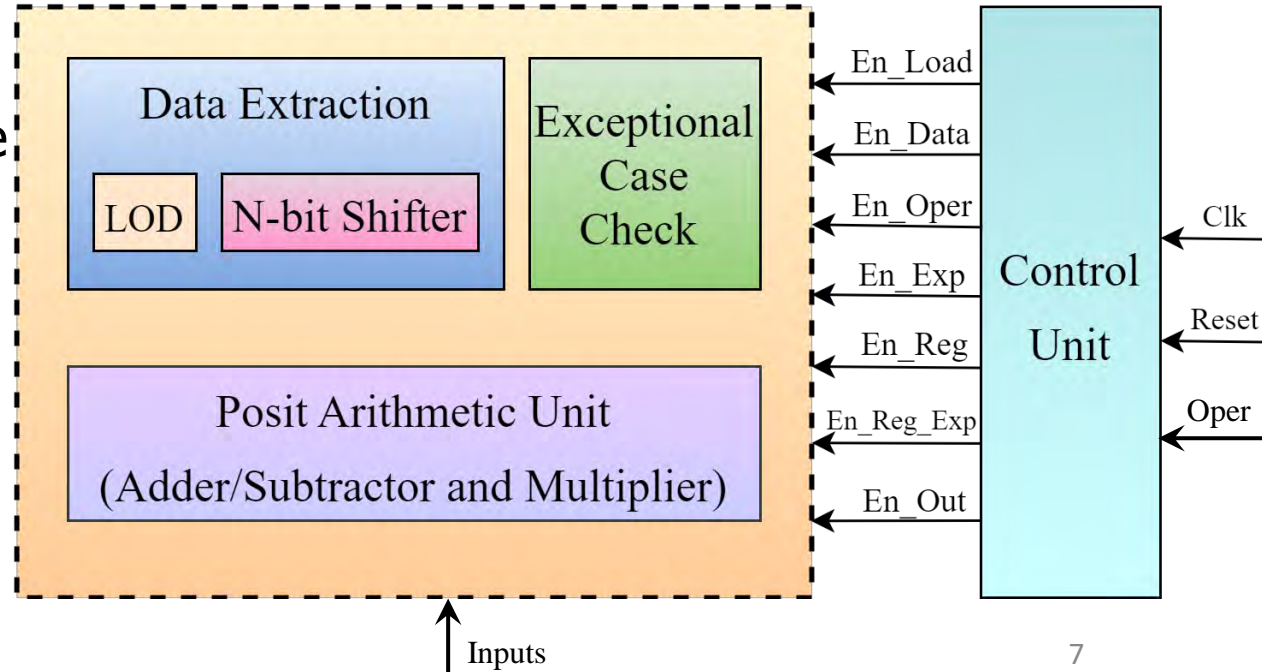 e
Data Extraction
LOD
N-bit Shifter
Exceptional
Case
Check
Posit Arithmetic Unit
(Adder/Subtractor and Multiplier)
En_Load
En_Data
En_Oper
En_Exp
En_Reg
En_Reg_Exp
En_Out
Control
Unit
Clk
Reset
Oper
Inputs
7